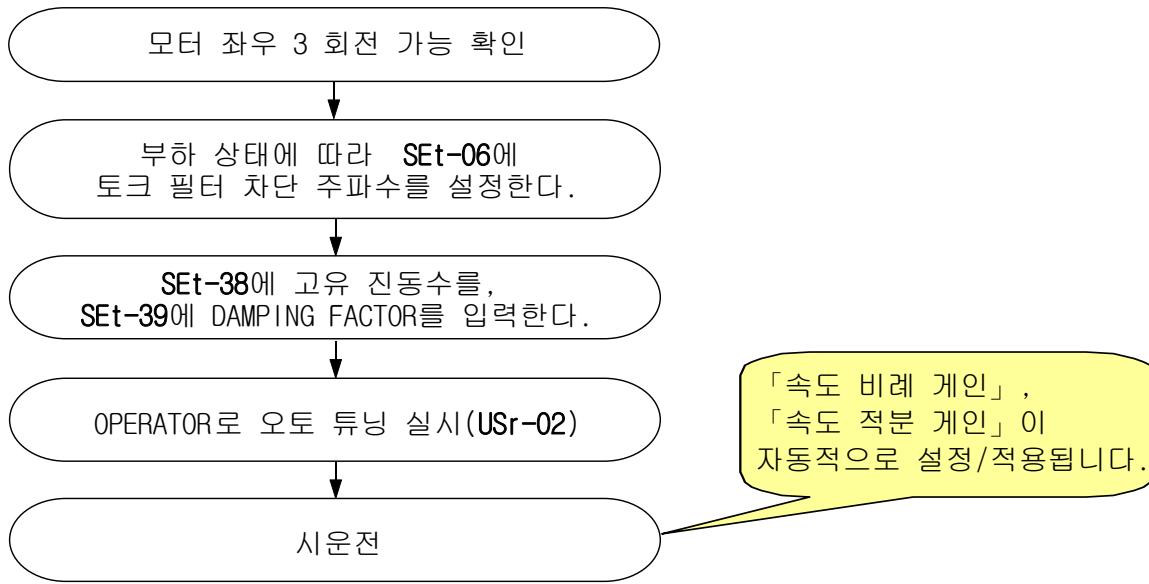 모터 좌우 3 회전 가능 확인
부하 상태에 따라 SEt-06에
토크 필터 차단 주파수를 설정한다.
SEt-38에 고유 진동수를,
SEt-39에 DAMPING FACTOR를 입력한다.
OPERATOR로 오토 튜닝 실시(USr-02)
「속도 비례 게인」,
「속도 적분 게인」이
자동적으로 설정/적용됩니다.
시운전